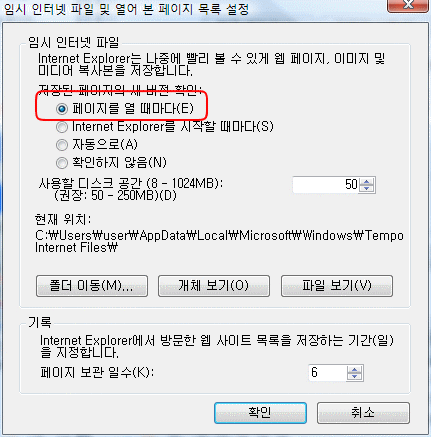 임시 인터넷 파일 및 열어 본 페이지 목록 설정
임시 인터넷 파일
Internet Explorer는 나중에 빨리 볼 수 있게 웹 페이지, 이미지 및
미디어 복사본을 저장합니다.
저장된 페이지의 새 버전 확인:
페이지를 열 때마다(E)
Internet Explorer를 시작할 때마다(S)
자동으로(A)
확인하지 않음(N)
사용할 디스크 공간 (8 - 1024MB): 50
(권장: 50 - 250MB)(D)
현재 위치:
C:₩Users₩user₩AppData₩Local₩Microsoft₩Windows₩Tempo
Internet Files₩
폴더 이동(M)... 개체 보기(O) 파일 보기(V)
기록
Internet Explorer에서 방문한 웹 사이트 목록을 저장하는 기간(일)
을 지정합니다.
페이지 보관 일수(K): 6
확인 취소